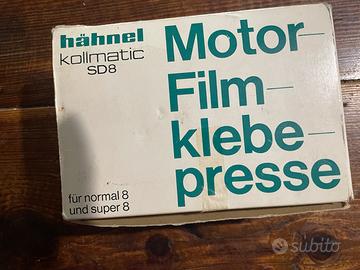 hähnel
kollmatic
SD8
Motor-
Film-
klebe-
presse
für normal 8
und super 8
subito